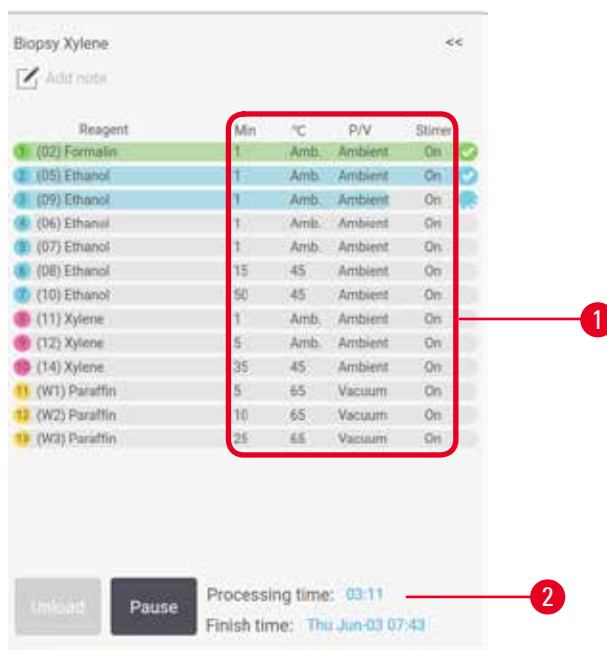 Biopsy Xylene <<
Add note
Reagent Min °C P/V Stirrer
1 (02) Formalin 1 Amb. Ambient On
2 (05) Ethanol 1 Amb. Ambient On
3 (09) Ethanol 1 Amb. Ambient On
4 (06) Ethanol 1 Amb. Ambient On
5 (07) Ethanol 1 Amb. Ambient On
6 (08) Ethanol 15 45 Ambient On
7 (10) Ethanol 50 45 Ambient On
8 (11) Xylene 1 Amb. Ambient On
9 (12) Xylene 5 Amb. Ambient On
10 (14) Xylene 35 45 Ambient On
1
11 (W1) Paraffin 5 65 Vacuum On
12 (W2) Paraffin 10 65 Vacuum On
13 (W3) Paraffin 25 65 Vacuum On
Unload Pause Processing time: 03:11 2
Finish time: Thu Jun-03 07:43